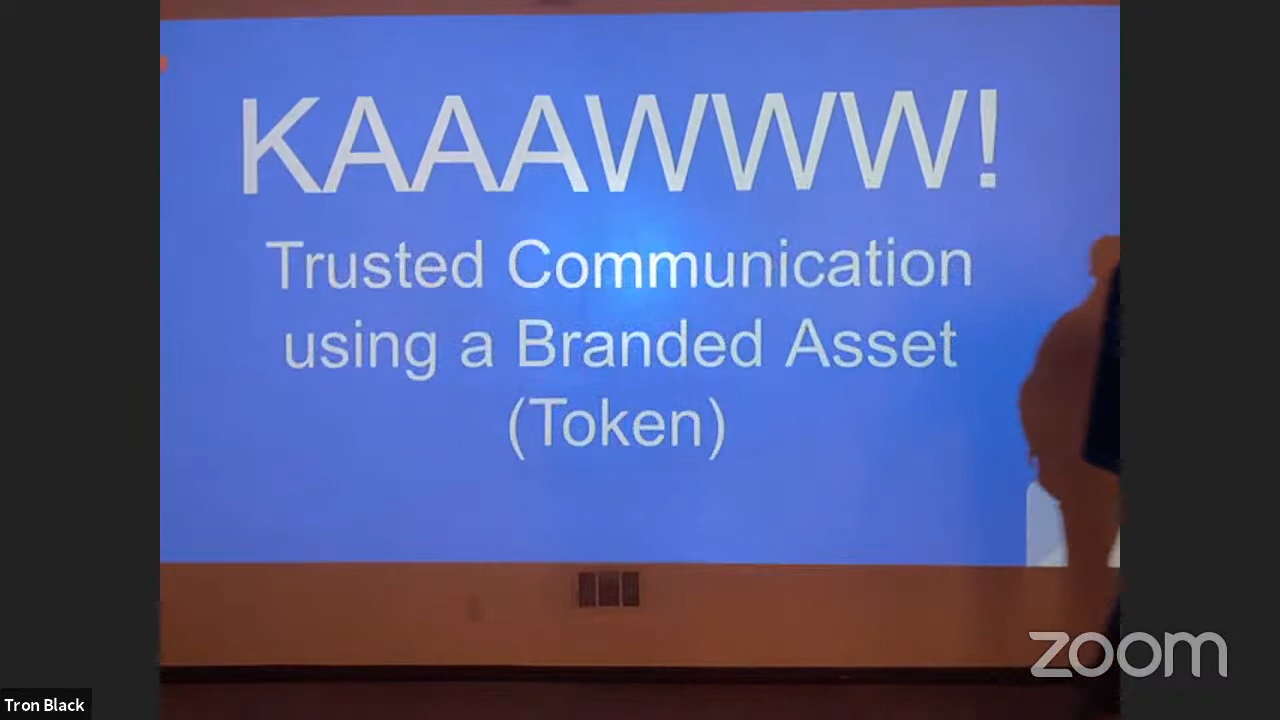 KAAAWWW!
Trusted Communication
using a Branded Asset
(Token)
zoom
Tron Black